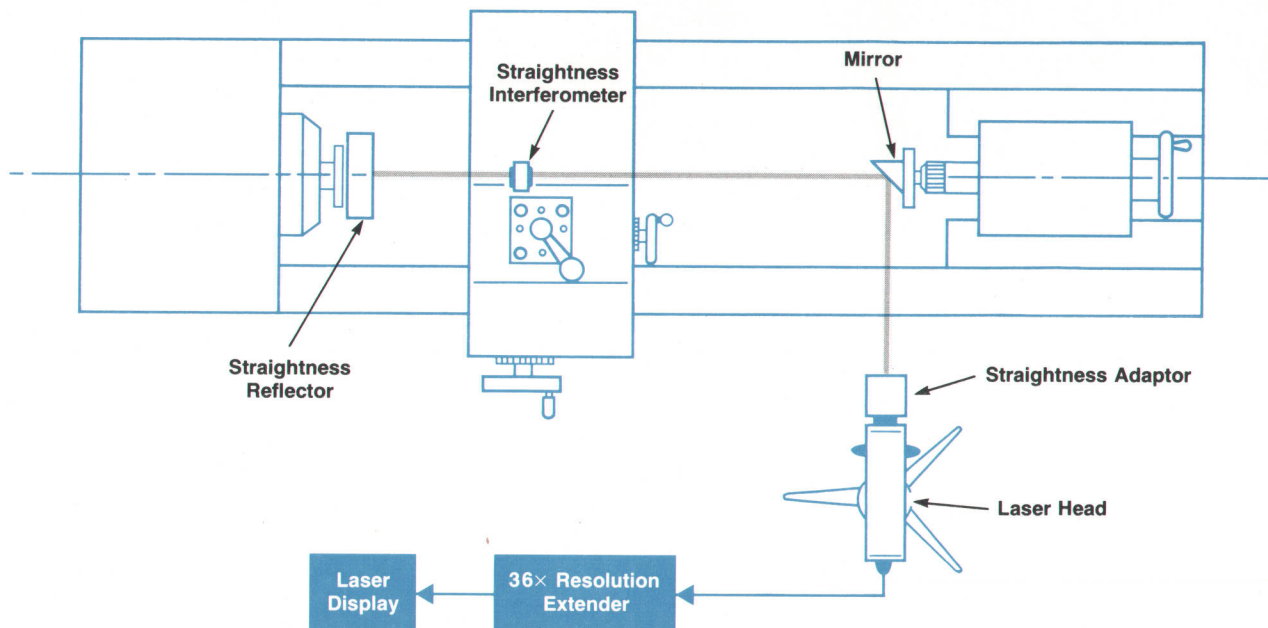 Straightness
Interferometer
Mirror
Straightness
Reflector
Straightness Adaptor
Laser Head
Laser
Display
36× Resolution
Extender